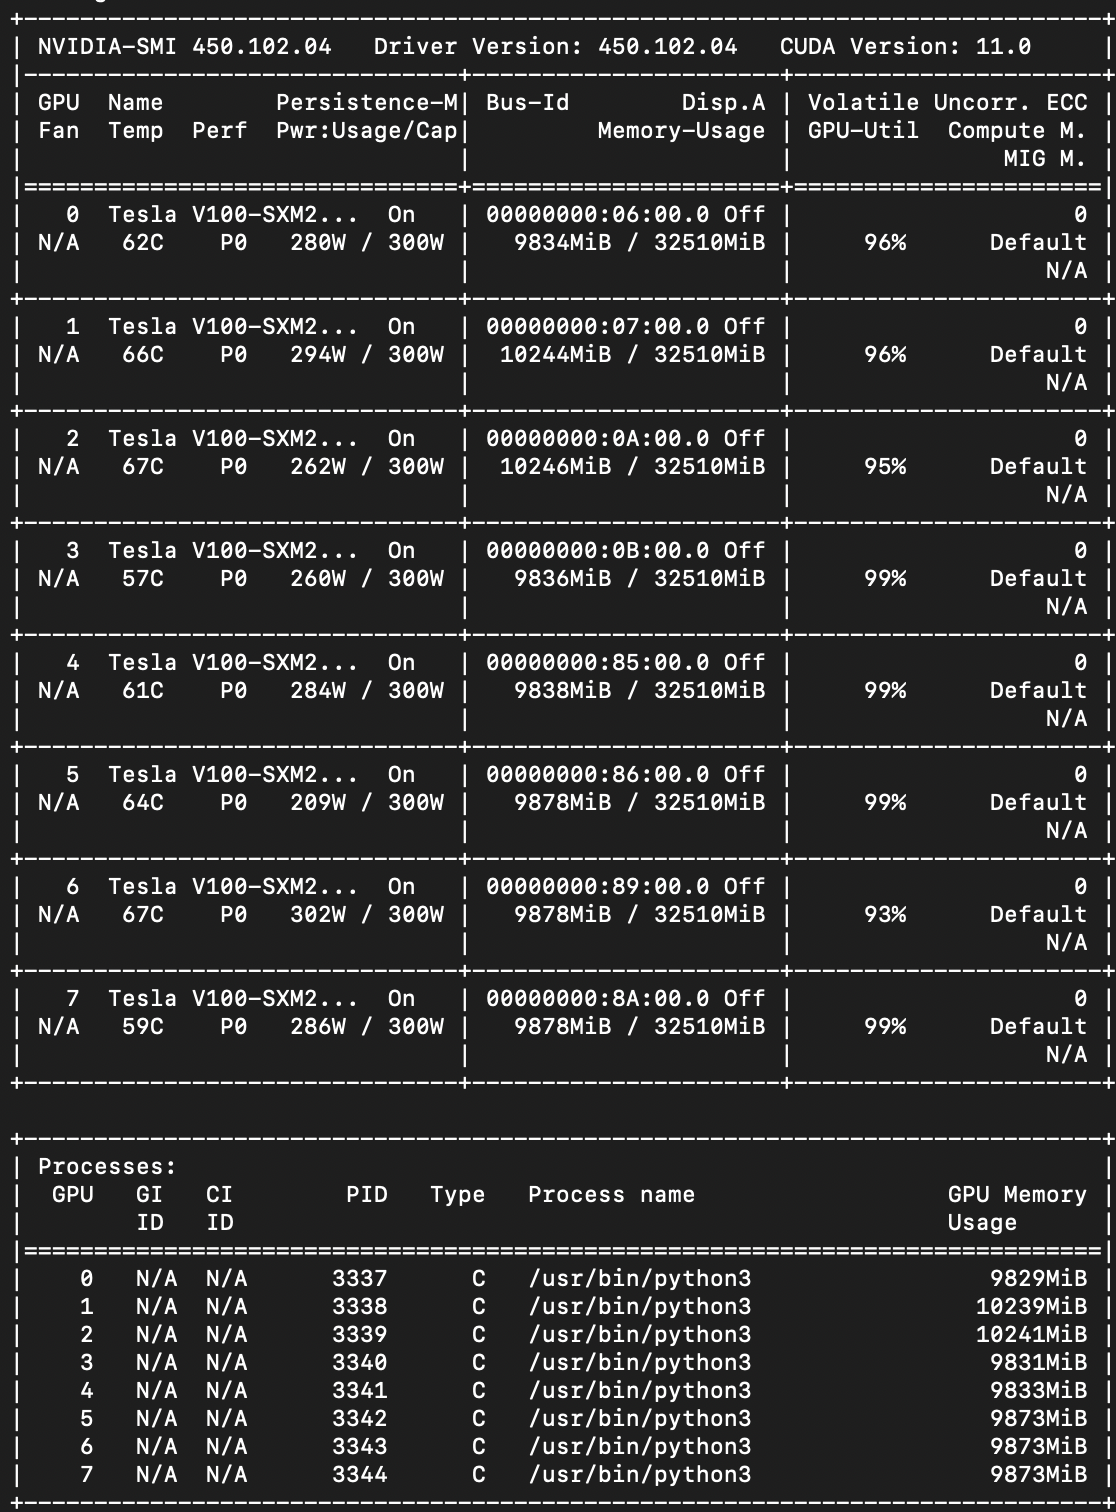 +-----------------------------------------------------------------------------+
| NVIDIA-SMI 450.102.04   Driver Version: 450.102.04   CUDA Version: 11.0     |
|-------------------------------+----------------------+----------------------+
| GPU  Name        Persistence-M| Bus-Id        Disp.A | Volatile Uncorr. ECC |
| Fan  Temp  Perf  Pwr:Usage/Cap|         Memory-Usage | GPU-Util  Compute M. |
|                               |                      |               MIG M. |
|===============================+======================+======================|
|   0  Tesla V100-SXM2...  On   | 00000000:06:00.0 Off |                    0 |
| N/A   62C    P0   280W / 300W |   9834MiB / 32510MiB |     96%      Default |
|                               |                      |                  N/A |
+-------------------------------+----------------------+----------------------+
|   1  Tesla V100-SXM2...  On   | 00000000:07:00.0 Off |                    0 |
| N/A   66C    P0   294W / 300W |  10244MiB / 32510MiB |     96%      Default |
|                               |                      |                  N/A |
+-------------------------------+----------------------+----------------------+
|   2  Tesla V100-SXM2...  On   | 00000000:0A:00.0 Off |                    0 |
| N/A   67C    P0   262W / 300W |  10246MiB / 32510MiB |     95%      Default |
|                               |                      |                  N/A |
+-------------------------------+----------------------+----------------------+
|   3  Tesla V100-SXM2...  On   | 00000000:0B:00.0 Off |                    0 |
| N/A   57C    P0   260W / 300W |   9836MiB / 32510MiB |     99%      Default |
|                               |                      |                  N/A |
+-------------------------------+----------------------+----------------------+
|   4  Tesla V100-SXM2...  On   | 00000000:85:00.0 Off |                    0 |
| N/A   61C    P0   284W / 300W |   9838MiB / 32510MiB |     99%      Default |
|                               |                      |                  N/A |
+-------------------------------+----------------------+----------------------+
|   5  Tesla V100-SXM2...  On   | 00000000:86:00.0 Off |                    0 |
| N/A   64C    P0   209W / 300W |   9878MiB / 32510MiB |     99%      Default |
|                               |                      |                  N/A |
+-------------------------------+----------------------+----------------------+
|   6  Tesla V100-SXM2...  On   | 00000000:89:00.0 Off |                    0 |
| N/A   67C    P0   302W / 300W |   9878MiB / 32510MiB |     93%      Default |
|                               |                      |                  N/A |
+-------------------------------+----------------------+----------------------+
|   7  Tesla V100-SXM2...  On   | 00000000:8A:00.0 Off |                    0 |
| N/A   59C    P0   286W / 300W |   9878MiB / 32510MiB |     99%      Default |
|                               |                      |                  N/A |
+-------------------------------+----------------------+----------------------+

+-----------------------------------------------------------------------------+
| Processes:                                                                  |
|  GPU   GI   CI        PID   Type   Process name                  GPU Memory |
|        ID   ID                                                   Usage      |
|=============================================================================|
|    0   N/A  N/A      3337      C   /usr/bin/python3                 9829MiB |
|    1   N/A  N/A      3338      C   /usr/bin/python3                10239MiB |
|    2   N/A  N/A      3339      C   /usr/bin/python3                10241MiB |
|    3   N/A  N/A      3340      C   /usr/bin/python3                 9831MiB |
|    4   N/A  N/A      3341      C   /usr/bin/python3                 9833MiB |
|    5   N/A  N/A      3342      C   /usr/bin/python3                 9873MiB |
|    6   N/A  N/A      3343      C   /usr/bin/python3                 9873MiB |
|    7   N/A  N/A      3344      C   /usr/bin/python3                 9873MiB |
+-----------------------------------------------------------------------------+